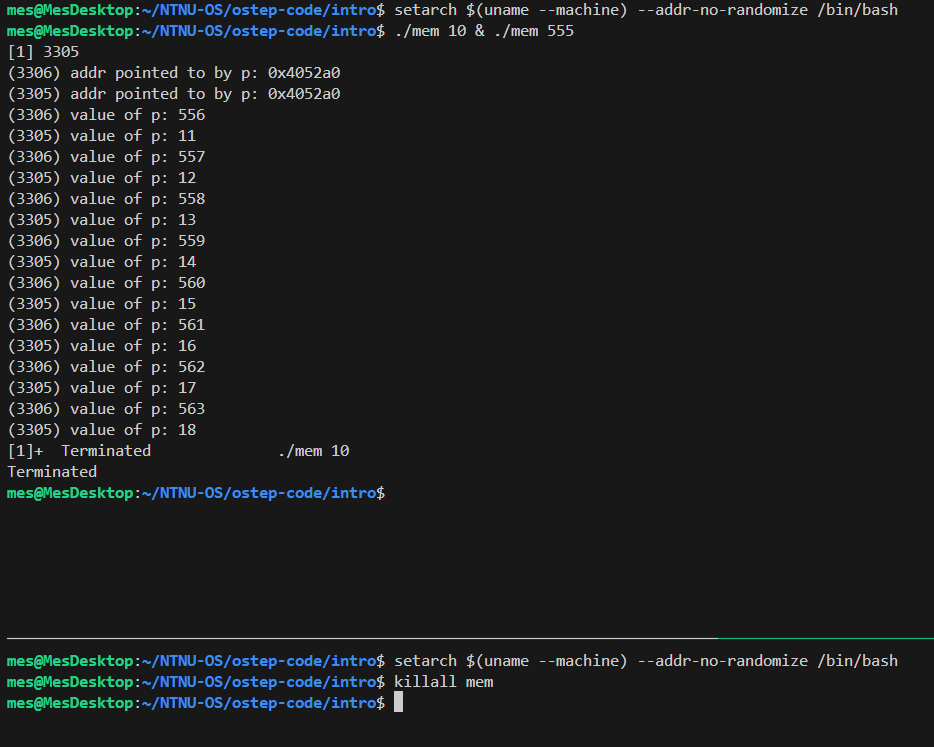 mes@MesDesktop:~/NTNU-OS/ostep-code/intro$ setarch $(uname --machine) --addr-no-randomize /bin/bash
mes@MesDesktop:~/NTNU-OS/ostep-code/intro$ ./mem 10 & ./mem 555
[1] 3305
(3306) addr pointed to by p: 0x4052a0
(3305) addr pointed to by p: 0x4052a0
(3306) value of p: 556
(3305) value of p: 11
(3306) value of p: 557
(3305) value of p: 12
(3306) value of p: 558
(3305) value of p: 13
(3306) value of p: 559
(3305) value of p: 14
(3306) value of p: 560
(3305) value of p: 15
(3306) value of p: 561
(3305) value of p: 16
(3306) value of p: 562
(3305) value of p: 17
(3306) value of p: 563
(3305) value of p: 18
[1]+  Terminated              ./mem 10
Terminated
mes@MesDesktop:~/NTNU-OS/ostep-code/intro$
mes@MesDesktop:~/NTNU-OS/ostep-code/intro$ setarch $(uname --machine) --addr-no-randomize /bin/bash
mes@MesDesktop:~/NTNU-OS/ostep-code/intro$ killall mem
mes@MesDesktop:~/NTNU-OS/ostep-code/intro$